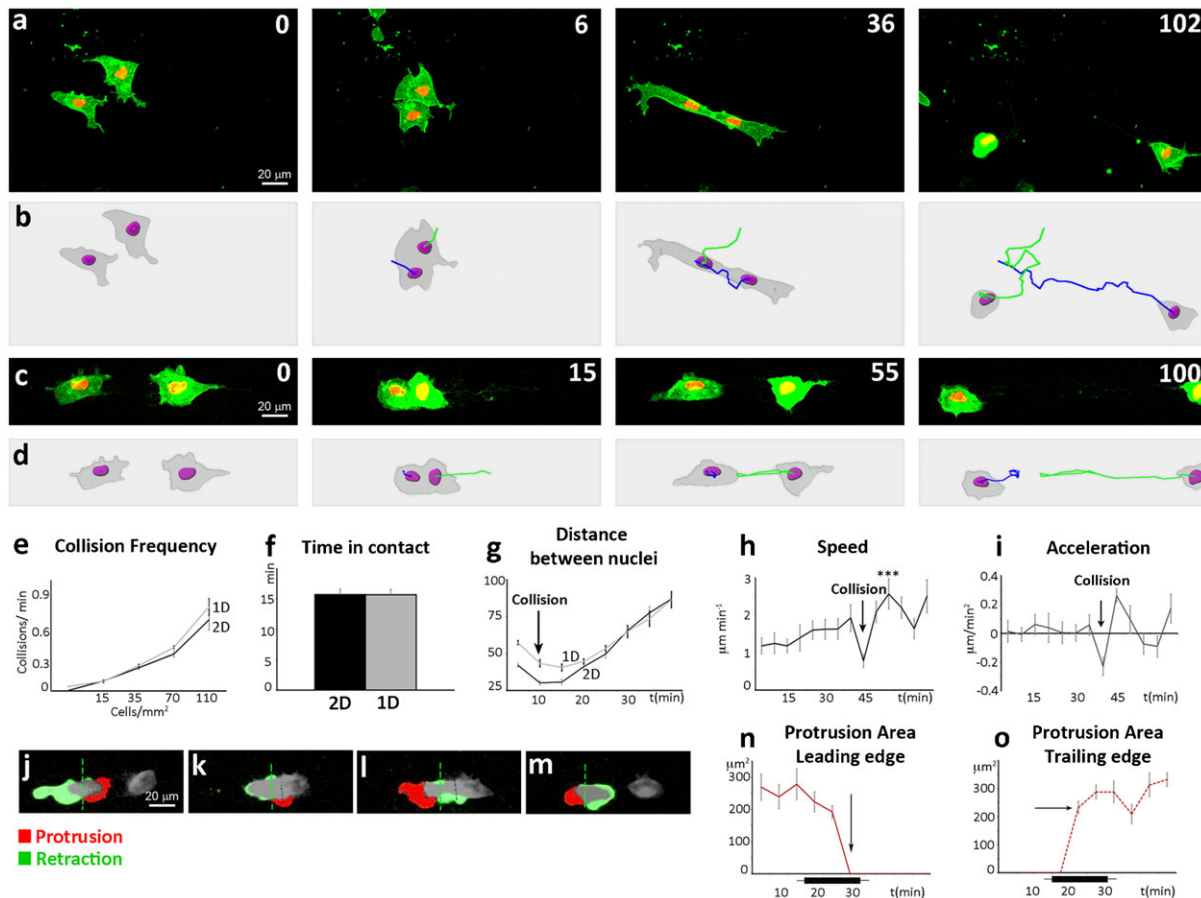 a 0 6 36 102
20 μm
b
c 0 15 55 100
20 μm
d
e Collision Frequency
Collisions/ min
0.9
0.6
0.3
0
1D
2D
15 35 70 110
Cells/mm²
f Time in contact
min
15
10
5
0
2D 1D
g Distance
between nuclei
100
75
50
25
Collision
1D
2D
10 20 30 t(min)
h Speed
μm min⁻¹
4
3
2
1
0
Collision
***
15 30 45 t(min)
i Acceleration
μm/min²
0.4
0.2
0
-0.2
-0.4
Collision
15 30 45 t(min)
j k l m
20 μm
Protrusion
Retraction
n Protrusion Area
Leading edge
μm²
300
200
100
0
10 20 30 t(min)
o Protrusion Area
Trailing edge
μm²
300
200
100
0
10 20 30 t(min)